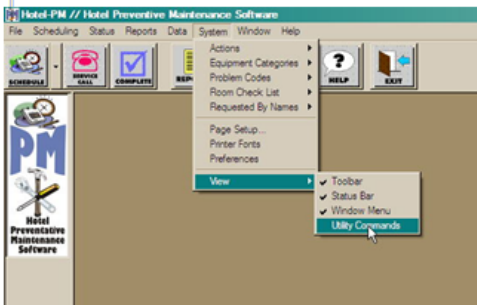 Hotel-PM // Hotel Preventive Maintenance Software
File Scheduling Status Reports Data System Window Help
SCHEDULE SERVICE CALL COMPLETE REP HELP EXIT
Actions
Equipment Categories
Problem Codes
Room Check List
Requested By Names
Page Setup...
Printer Fonts
Preferences
View
Toolbar
Status Bar
Window Menu
Utility Commands
PM
Hotel
Preventative
Maintenance
Software